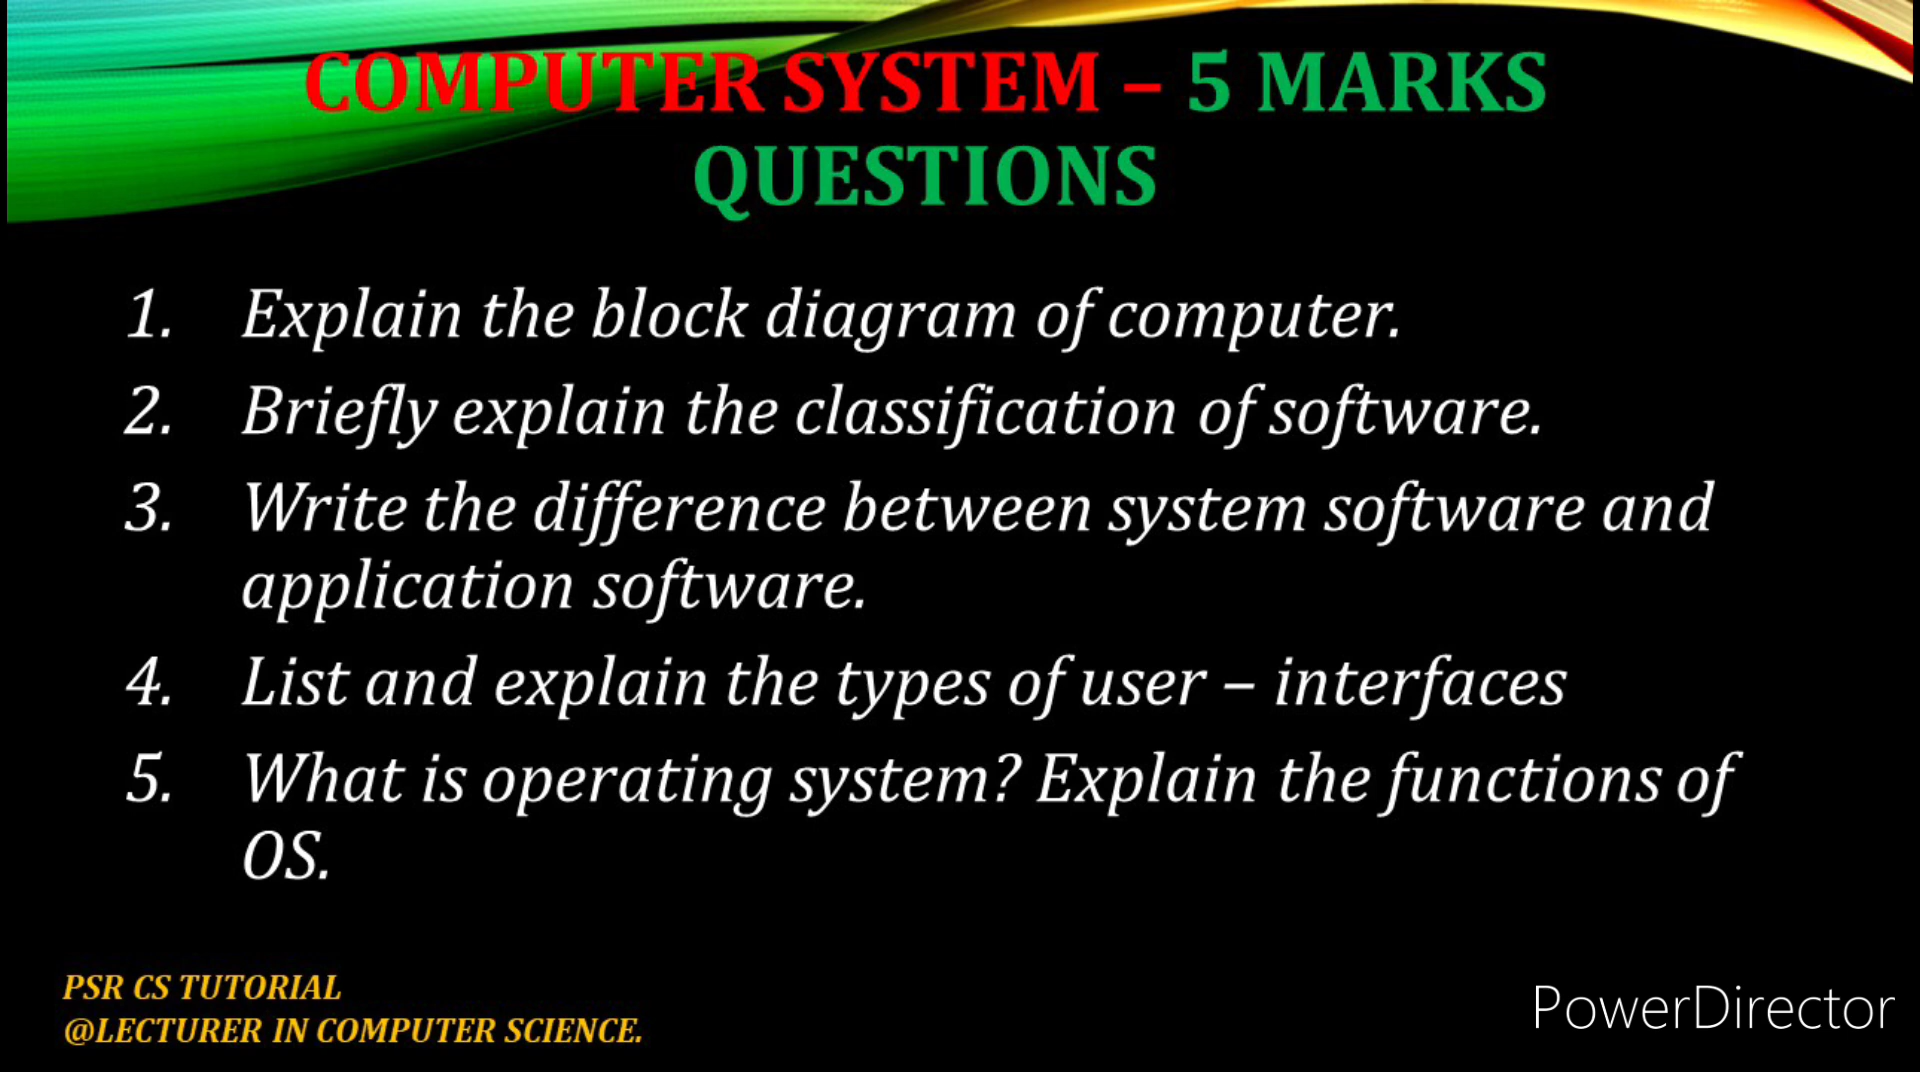 COMPUTER SYSTEM – 5 MARKS
QUESTIONS
1. Explain the block diagram of computer.
2. Briefly explain the classification of software.
3. Write the difference between system software and
application software.
4. List and explain the types of user – interfaces
5. What is operating system? Explain the functions of
OS.
PSR CS TUTORIAL
@LECTURER IN COMPUTER SCIENCE.
PowerDirector